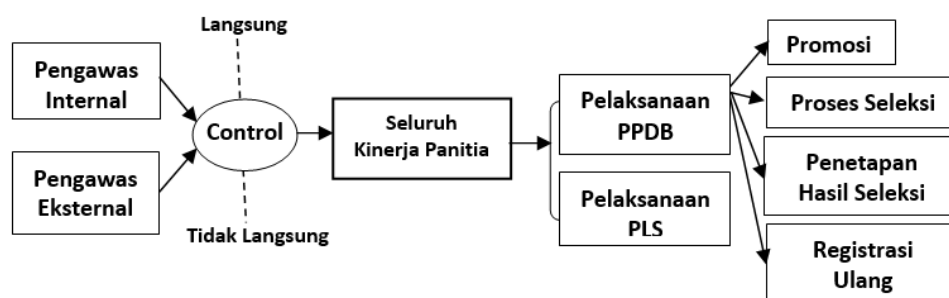 Langsung
Pengawas
Internal
Control
Pengawas
Eksternal
Tidak Langsung
Seluruh
Kinerja Panitia
Pelaksanaan
PPDB
Pelaksanaan
PLS
Promosi
Proses Seleksi
Penetapan
Hasil Seleksi
Registrasi
Ulang